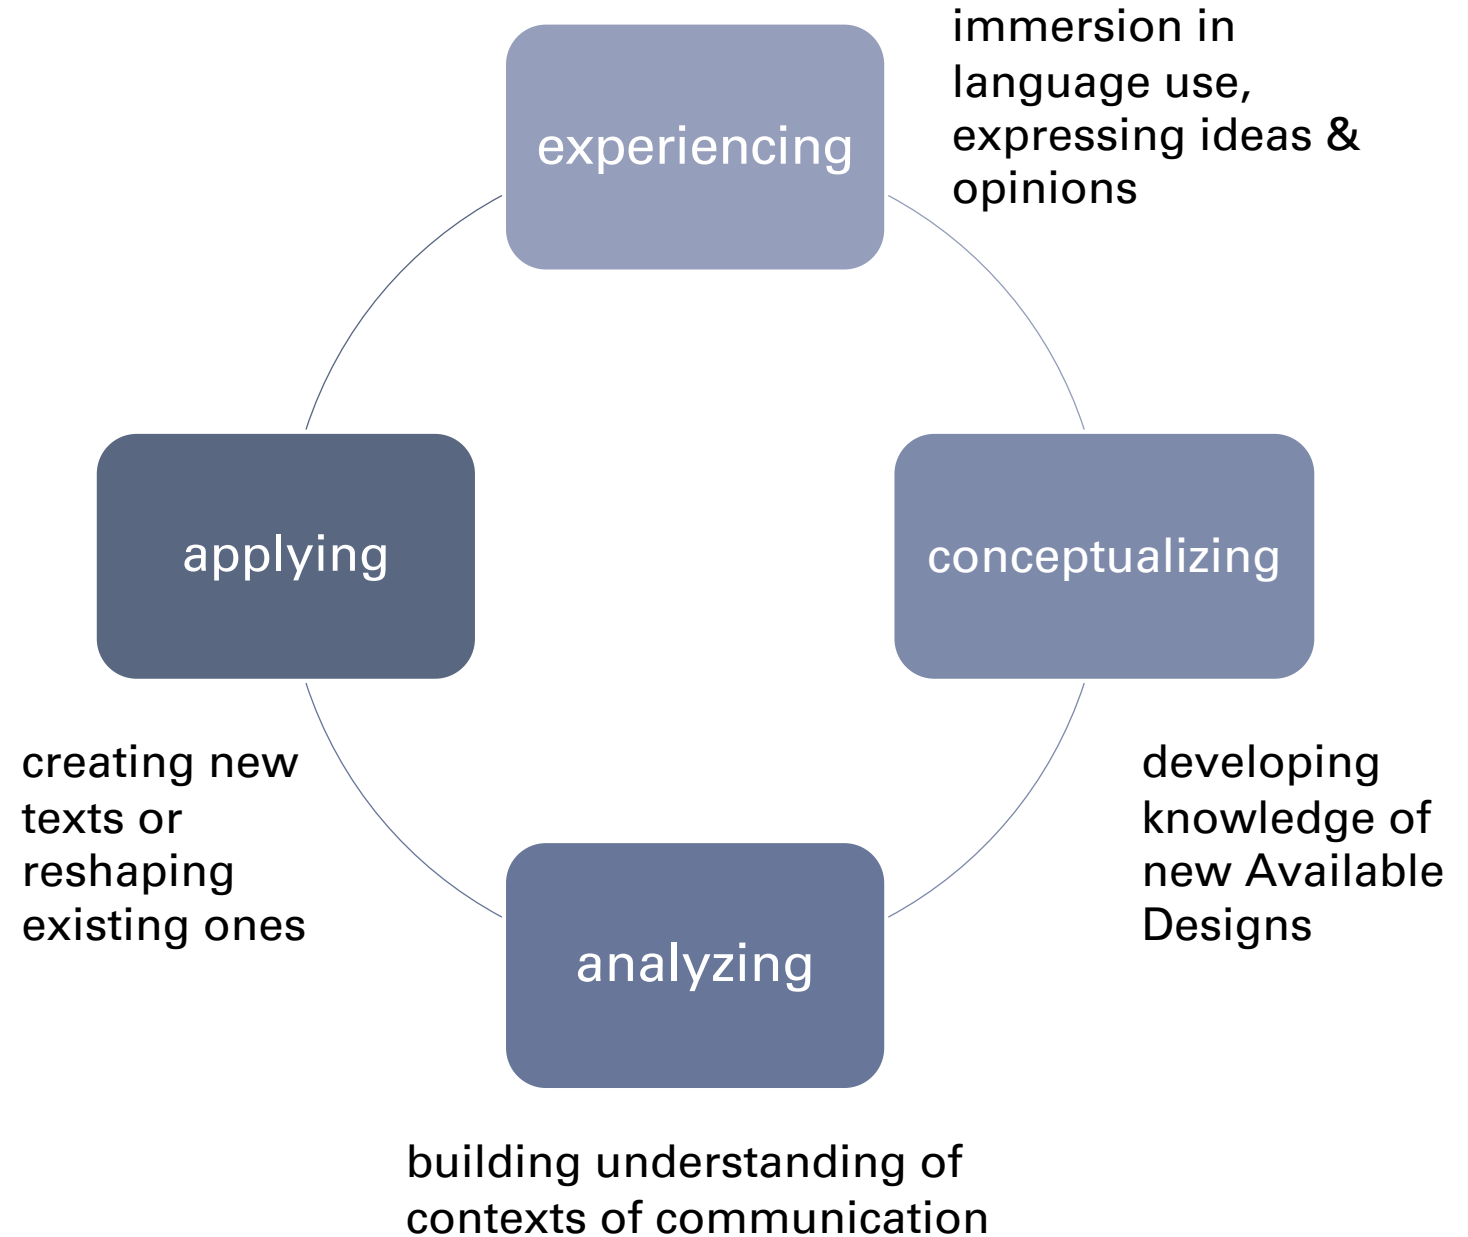 experiencing
immersion in
language use,
expressing ideas &
opinions
conceptualizing
developing
knowledge of
new Available
Designs
analyzing
building understanding of
contexts of communication
applying
creating new
texts or
reshaping
existing ones